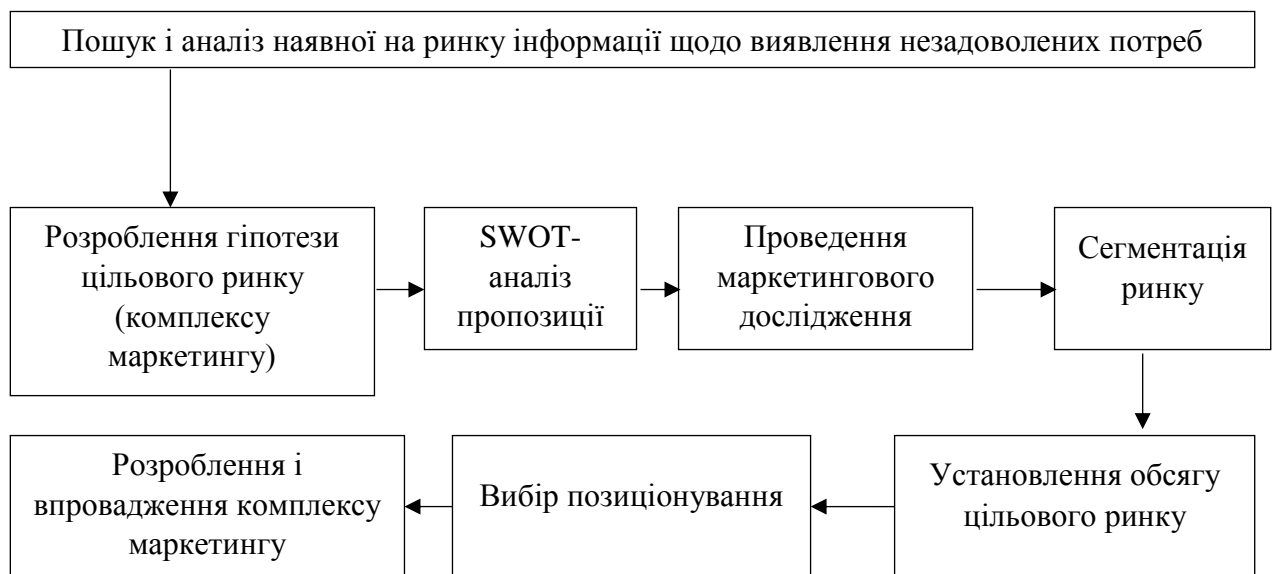 Пошук і аналіз наявної на ринку інформації щодо виявлення незадоволених потреб
Розроблення гіпотези
цільового ринку
(комплексу
маркетингу)
SWOT-
аналіз
пропозиції
Проведення
маркетингового
дослідження
Сегментація
ринку
Установлення обсягу
цільового ринку
Вибір позиціонування
Розроблення і
впровадження комплексу
маркетингу